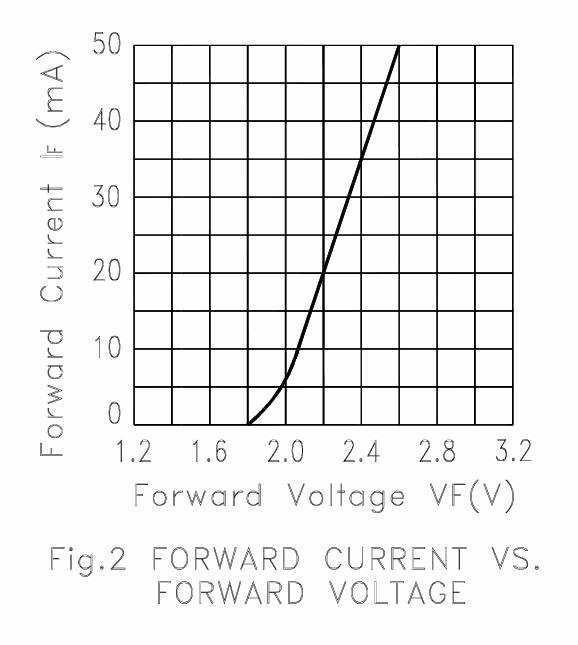 50
40
30
20
10
0
Forward Current IF (mA)
1.2 1.6 2.0 2.4 2.8 3.2
Forward Voltage VF(V)
Fig.2 FORWARD CURRENT VS.
FORWARD VOLTAGE